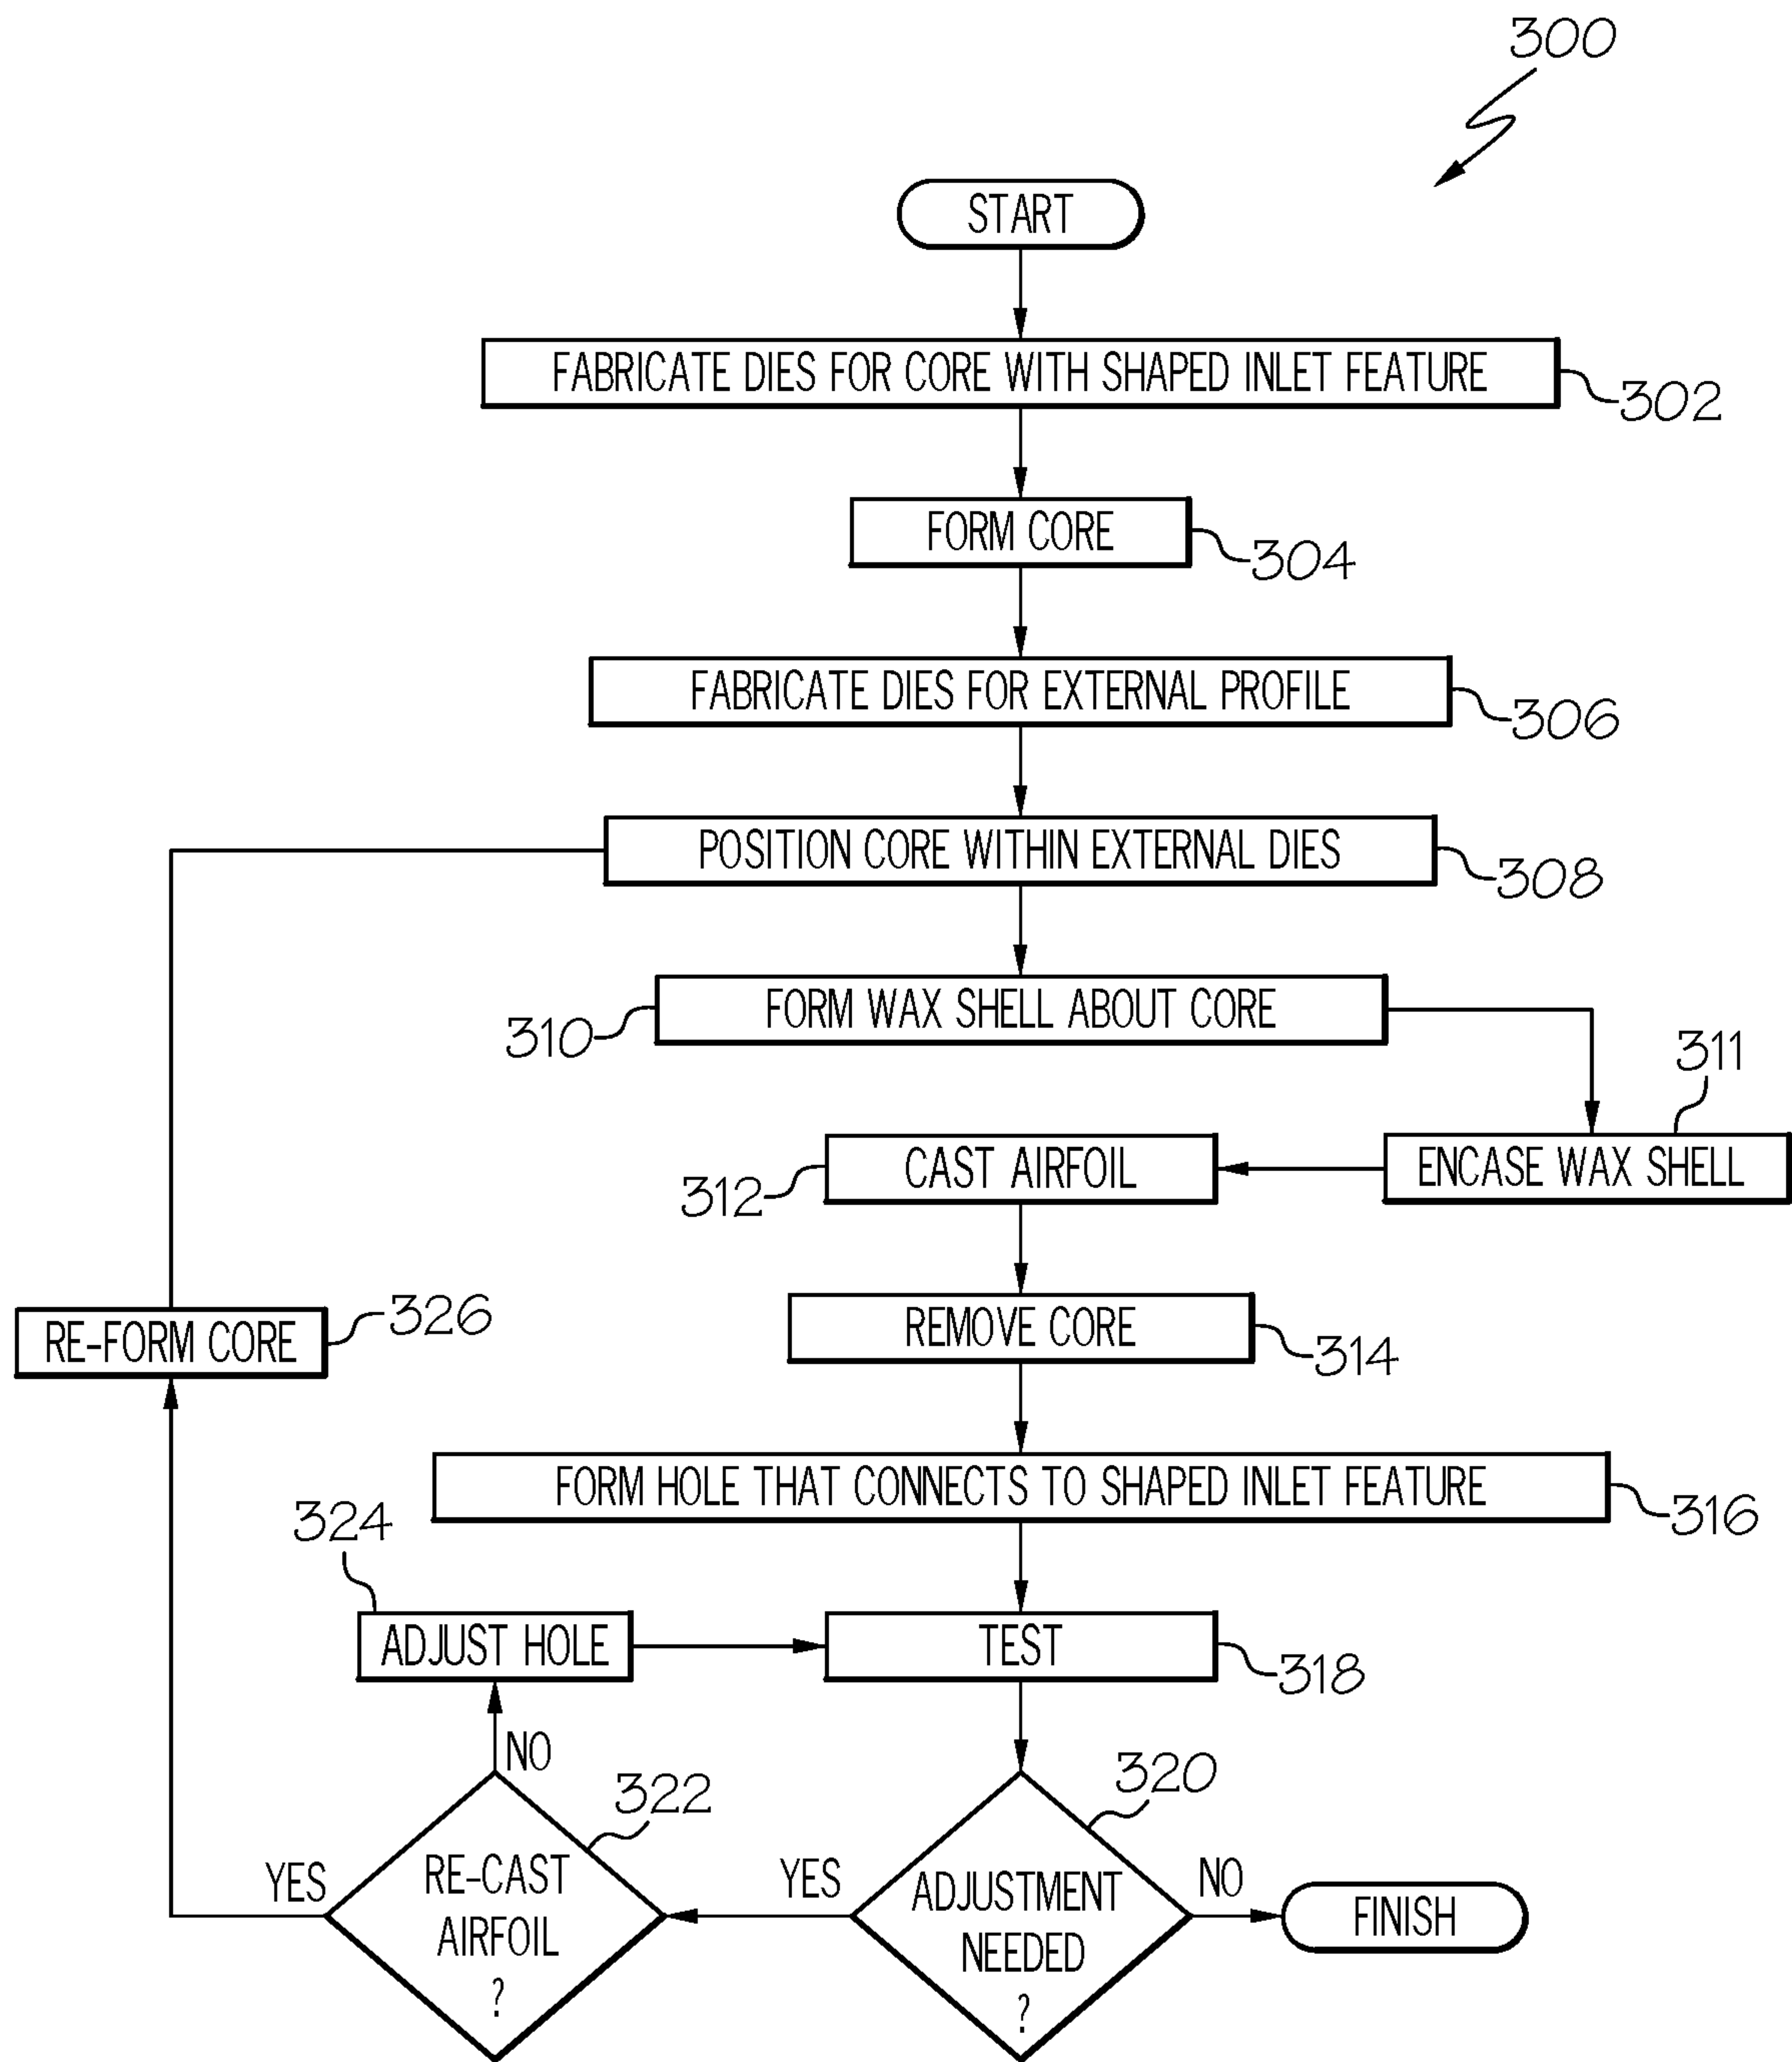 300
START
FABRICATE DIES FOR CORE WITH SHAPED INLET FEATURE
302
FORM CORE
304
FABRICATE DIES FOR EXTERNAL PROFILE
306
POSITION CORE WITHIN EXTERNAL DIES
308
FORM WAX SHELL ABOUT CORE
310
311
ENCASE WAX SHELL
CAST AIRFOIL
312
REMOVE CORE
314
RE-FORM CORE
326
FORM HOLE THAT CONNECTS TO SHAPED INLET FEATURE
316
324
ADJUST HOLE
TEST
318
NO
322
RE-CAST
AIRFOIL
?
YES
320
YES
ADJUSTMENT
NEEDED
?
NO
FINISH